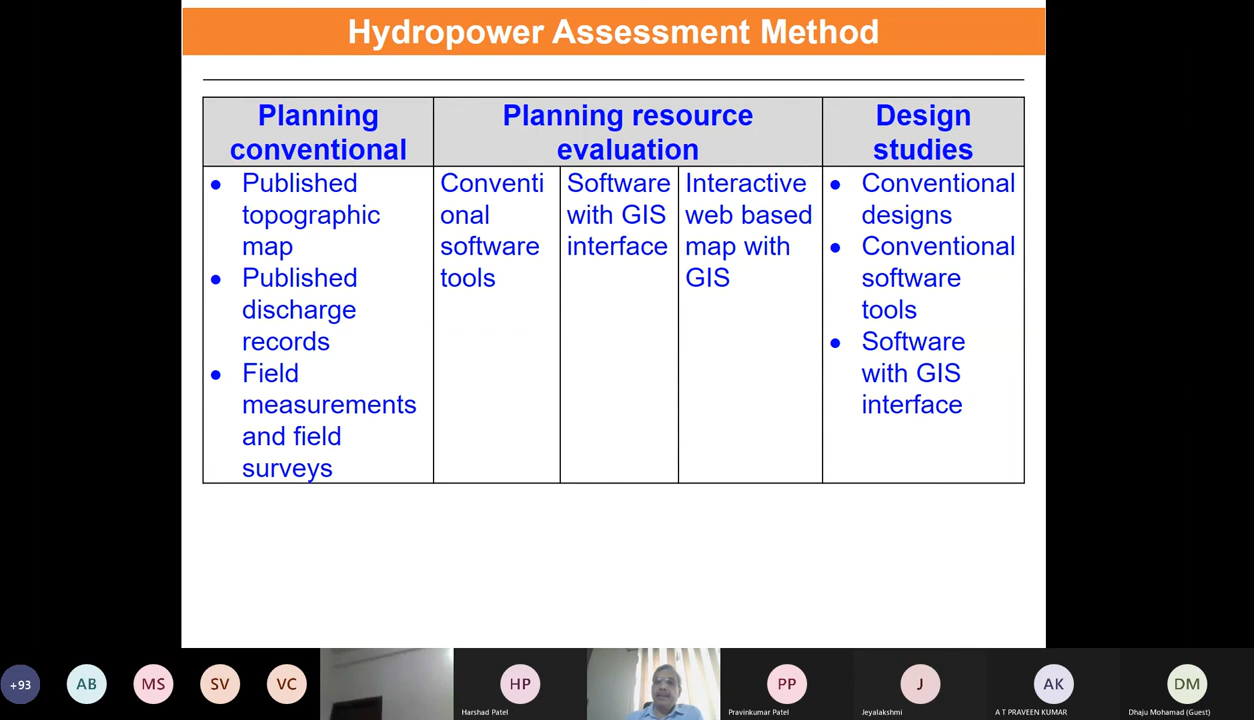 Hydropower Assessment Method
Planning
conventional
Planning resource
evaluation
Design
studies
● Published
topographic
map
● Published
discharge
records
● Field
measurements
and field
surveys
Conventi
onal
software
tools
Software
with GIS
interface
Interactive
web based
map with
GIS
● Conventional
designs
● Conventional
software
tools
● Software
with GIS
interface
+93
AB
MS
SV
VC
HP
Harshad Patel
PP
Pravinkumar Patel
J
Jeyalakshmi
AK
A T PRAVEEN KUMAR
DM
Dhaju Mohamad (Guest)